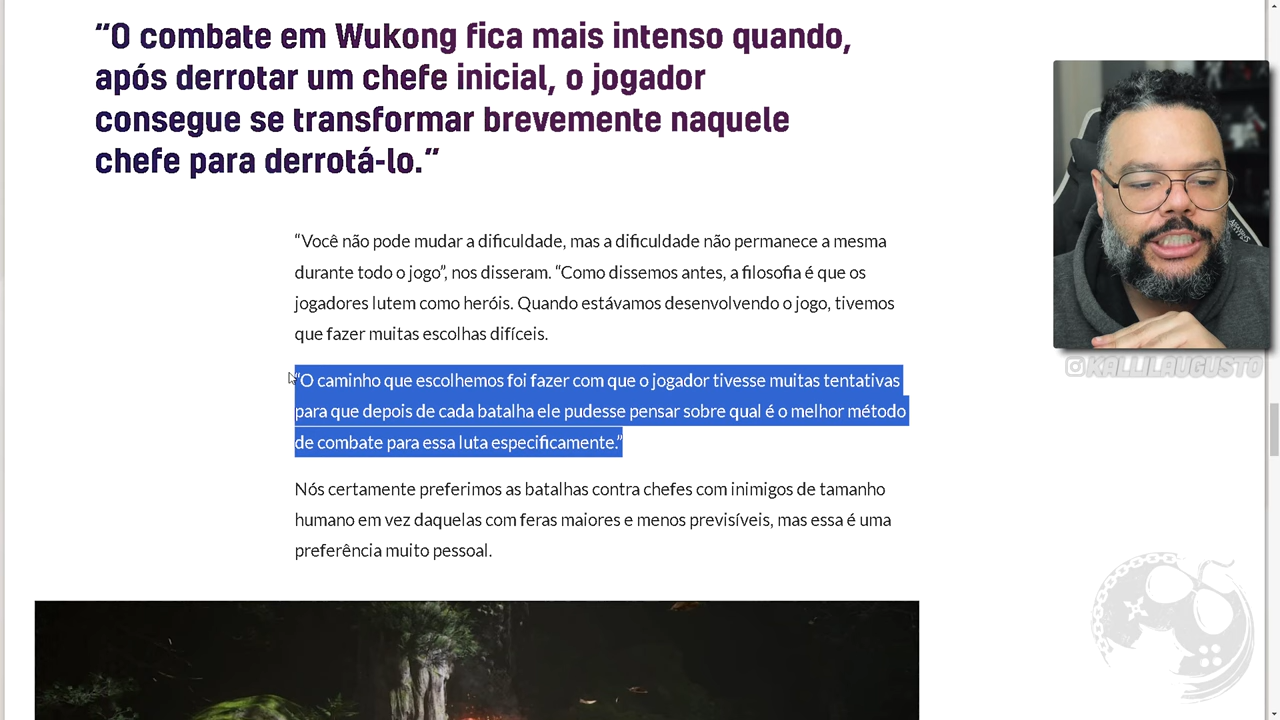 “O combate em Wukong fica mais intenso quando,
após derrotar um chefe inicial, o jogador
consegue se transformar brevemente naquele
chefe para derrotá-lo.”
“Você não pode mudar a dificuldade, mas a dificuldade não permanece a mesma
durante todo o jogo”, nos disseram. “Como dissemos antes, a filosofia é que os
jogadores lutem como heróis. Quando estávamos desenvolvendo o jogo, tivemos
que fazer muitas escolhas difíceis.
“O caminho que escolhemos foi fazer com que o jogador tivesse muitas tentativas
para que depois de cada batalha ele pudesse pensar sobre qual é o melhor método
de combate para essa luta especificamente.”
Nós certamente preferimos as batalhas contra chefes com inimigos de tamanho
humano em vez daquelas com feras maiores e menos previsíveis, mas essa é uma
preferência muito pessoal.
KALLILAUGUSTO